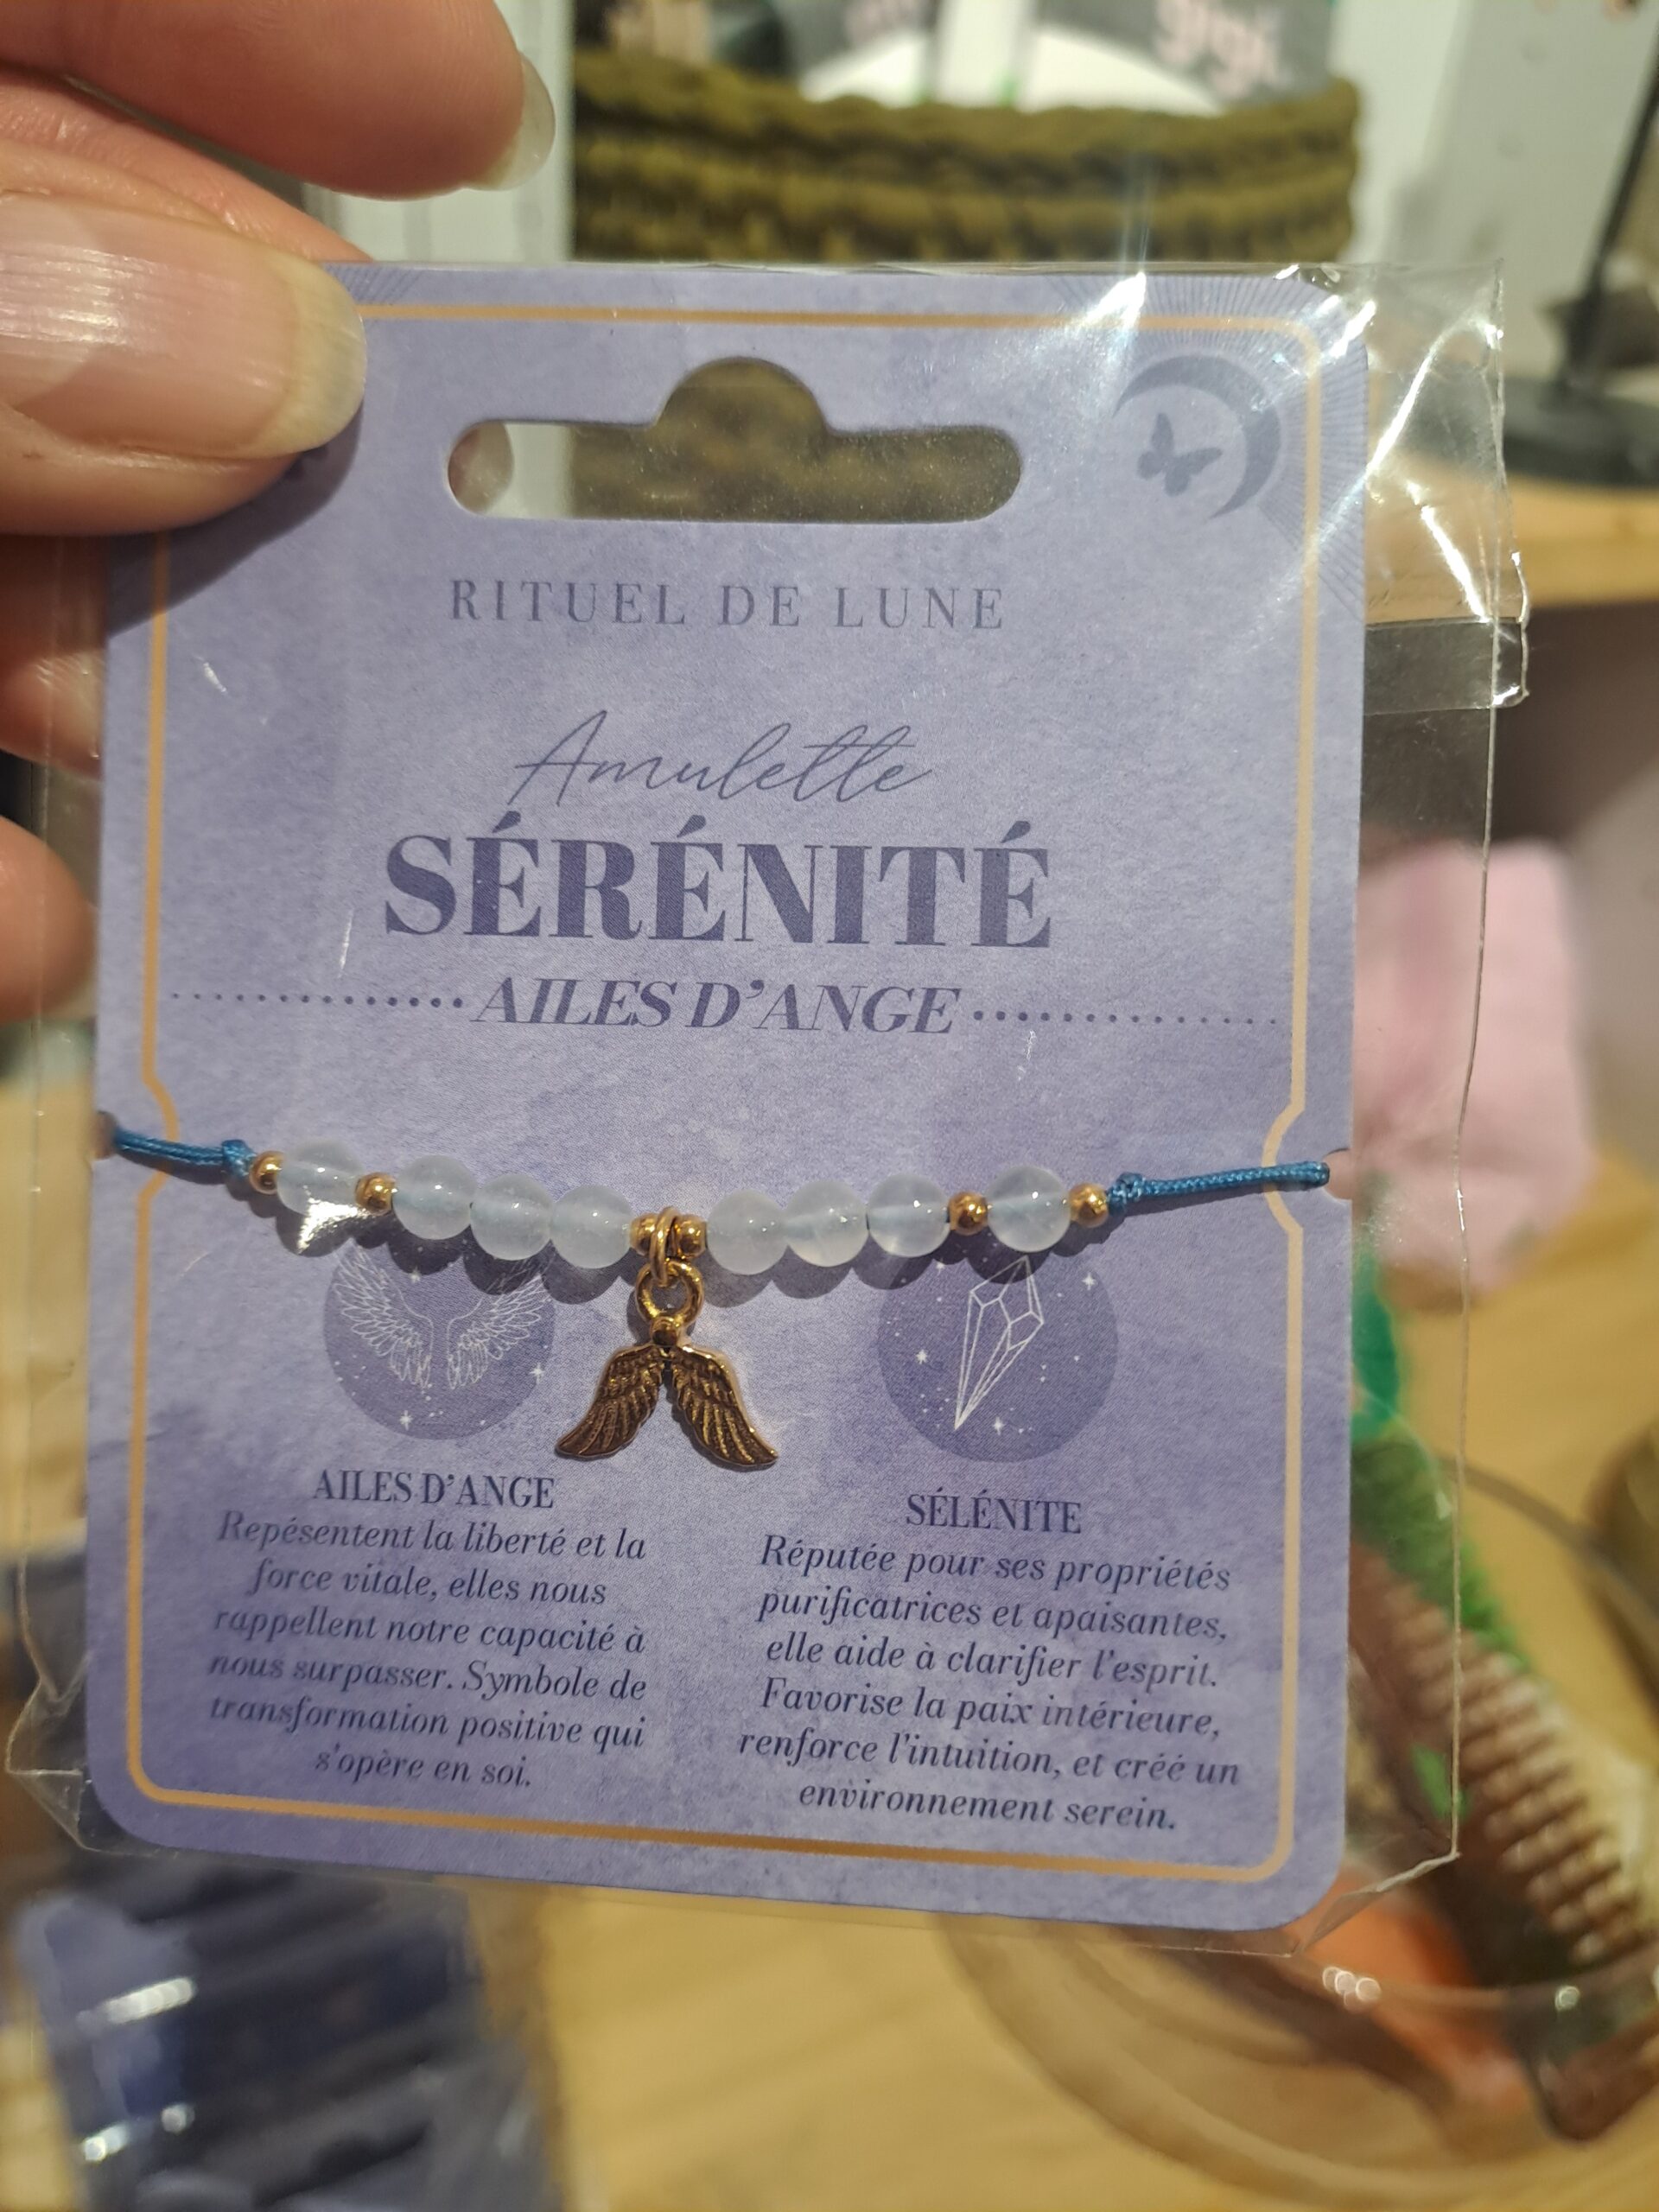 RITUEL DE LUNE
Amulette
SÉRÉNITÉ
AILES D'ANGE
AILES D'ANGE
Repésentent la liberté et la
force vitale, elles nous
rappellent notre capacité à
nous surpasser. Symbole de
transformation positive qui
s'opère en soi.
SÉLÉNITE
Réputée pour ses propriétés
purificatrices et apaisantes,
elle aide à clarifier l'esprit.
Favorise la paix intérieure,
renforce l'intuition, et créé un
environnement serein.